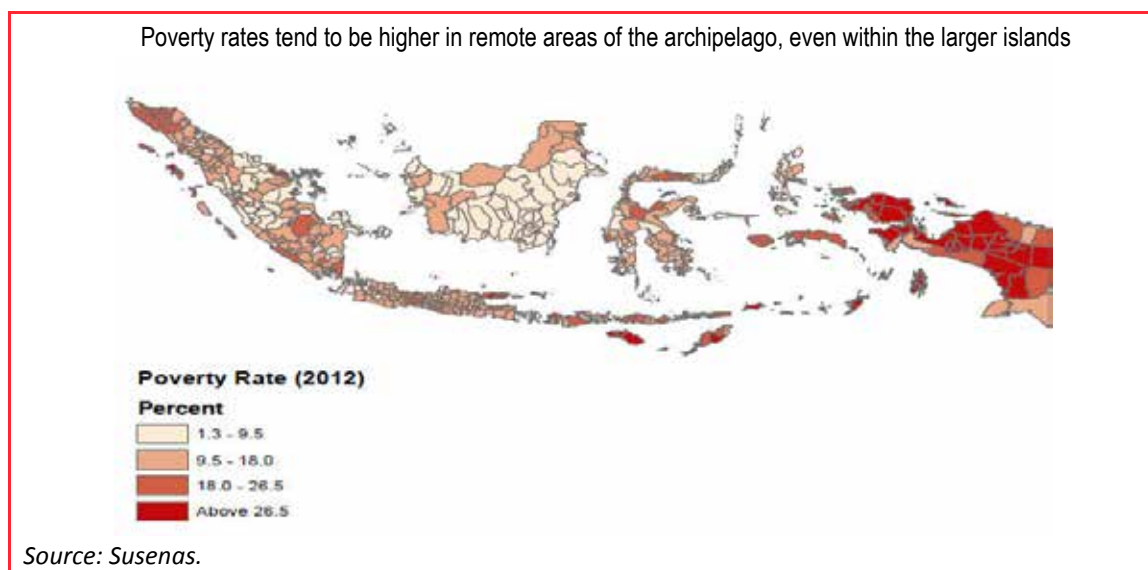 Poverty rates tend to be higher in remote areas of the archipelago, even within the larger islands
Poverty Rate (2012)
Percent
1.3 - 9.5
9.5 - 18.0
18.0 - 26.5
Above 26.5
Source: Susenas.